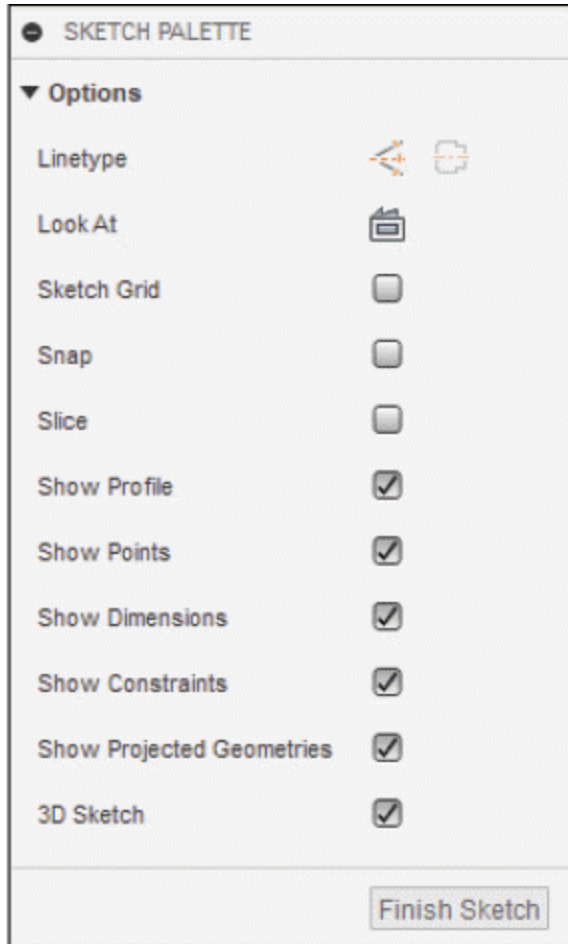 SKETCH PALETTE
Options
Linetype
Look At
Sketch Grid
Snap
Slice
Show Profile
Show Points
Show Dimensions
Show Constraints
Show Projected Geometries
3D Sketch
Finish Sketch